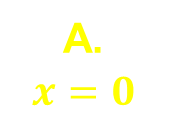 A.
x = 0